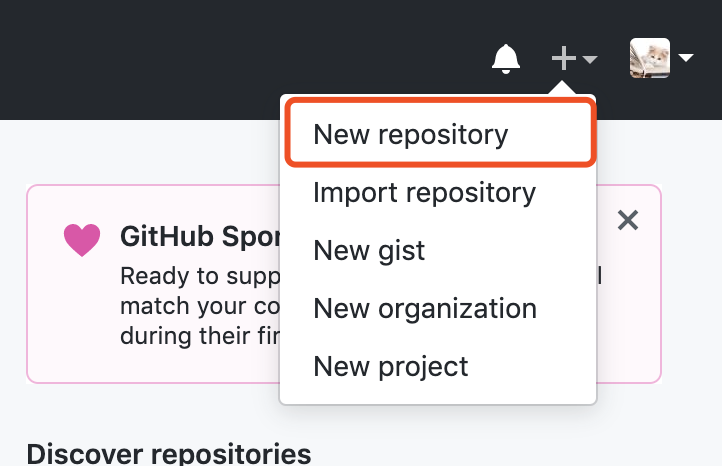 New repository
Import repository
New gist
New organization
New project
GitHub Spon
Ready to supp
match your co
during their fir
Discover repositories